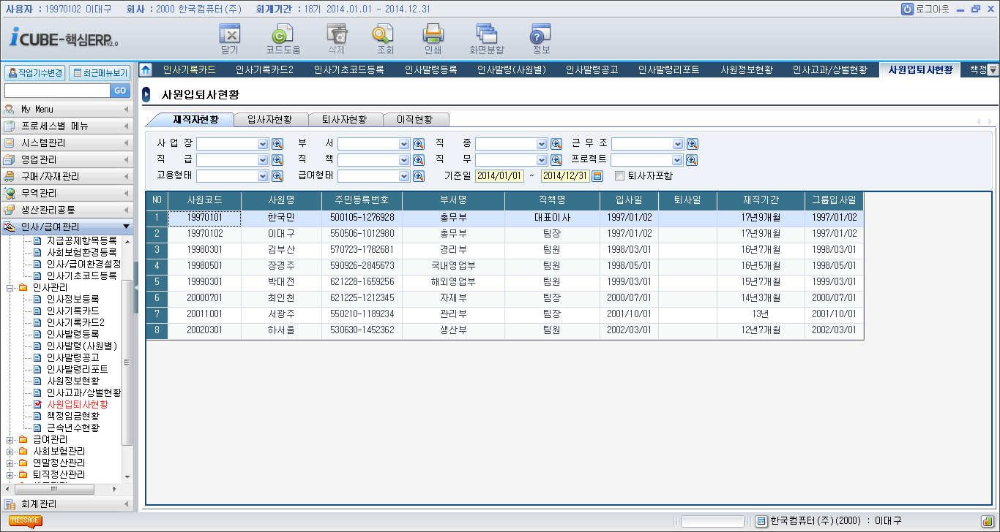 사용자 : 19970102 이대구 회사 : 2000 한국컴퓨터(주) 회계기간 : 18기 2014.01.01 ~ 2014.12.31 로그아웃
iCUBE-핵심ERP v2.0
닫기 코드도움 삭제 조회 인쇄 화면분할 정보
작업기수변경 최근메뉴보기
GO
인사기록카드 인사기록카드2 인사기초코드등록 인사발령등록 인사발령(사원별) 인사발령공고 인사발령리포트 사원정보현황 인사고과/상벌현황 사원입퇴사현황 책정
My Menu
프로세스별 메뉴
시스템관리
영업관리
구매/자재관리
무역관리
생산관리공통
인사/급여관리
지급공제항목등록
사회보험환경등록
인사/급여환경설정
인사기초코드등록
인사관리
인사정보등록
인사기록카드
인사기록카드2
인사발령등록
인사발령(사원별)
인사발령공고
인사발령리포트
사원정보현황
인사고과/상벌현황
사원입퇴사현황
책정임금현황
근속년수현황
급여관리
사회보험관리
연말정산관리
퇴직정산관리
회계관리
사원입퇴사현황
재직자현황 입사자현황 퇴사자현황 이직현황
사 업 장 부 서 직 종 근 무 조
직 급 직 책 직 무 프로젝트
고용형태 급여형태 기준일 2014/01/01 ~ 2014/12/31 퇴사자포함
NO 사원코드 사원명 주민등록번호 부서명 직책명 입사일 퇴사일 재직기간 그룹입사일
1 19970101 한국민 500105-1276928 총무부 대표이사 1997/01/02 17년9개월 1997/01/02
2 19970102 이대구 550506-1012980 총무부 팀장 1997/01/02 17년9개월 1997/01/02
3 19980301 김부산 570723-1782681 경리부 팀원 1998/03/01 16년7개월 1998/03/01
4 19980501 장경주 590926-2845673 국내영업부 팀원 1998/05/01 16년5개월 1998/05/01
5 19990301 박대전 621228-1659256 해외영업부 팀원 1999/03/01 15년7개월 1999/03/01
6 20000701 최인천 621225-1212345 자재부 팀장 2000/07/01 14년3개월 2000/07/01
7 20011001 서광주 550210-1189234 관리부 팀장 2001/10/01 13년 2001/10/01
8 20020301 하서울 530630-1452362 생산부 팀원 2002/03/01 12년7개월 2002/03/01
MESSAGE
한국컴퓨터(주)(2000) : 이대구